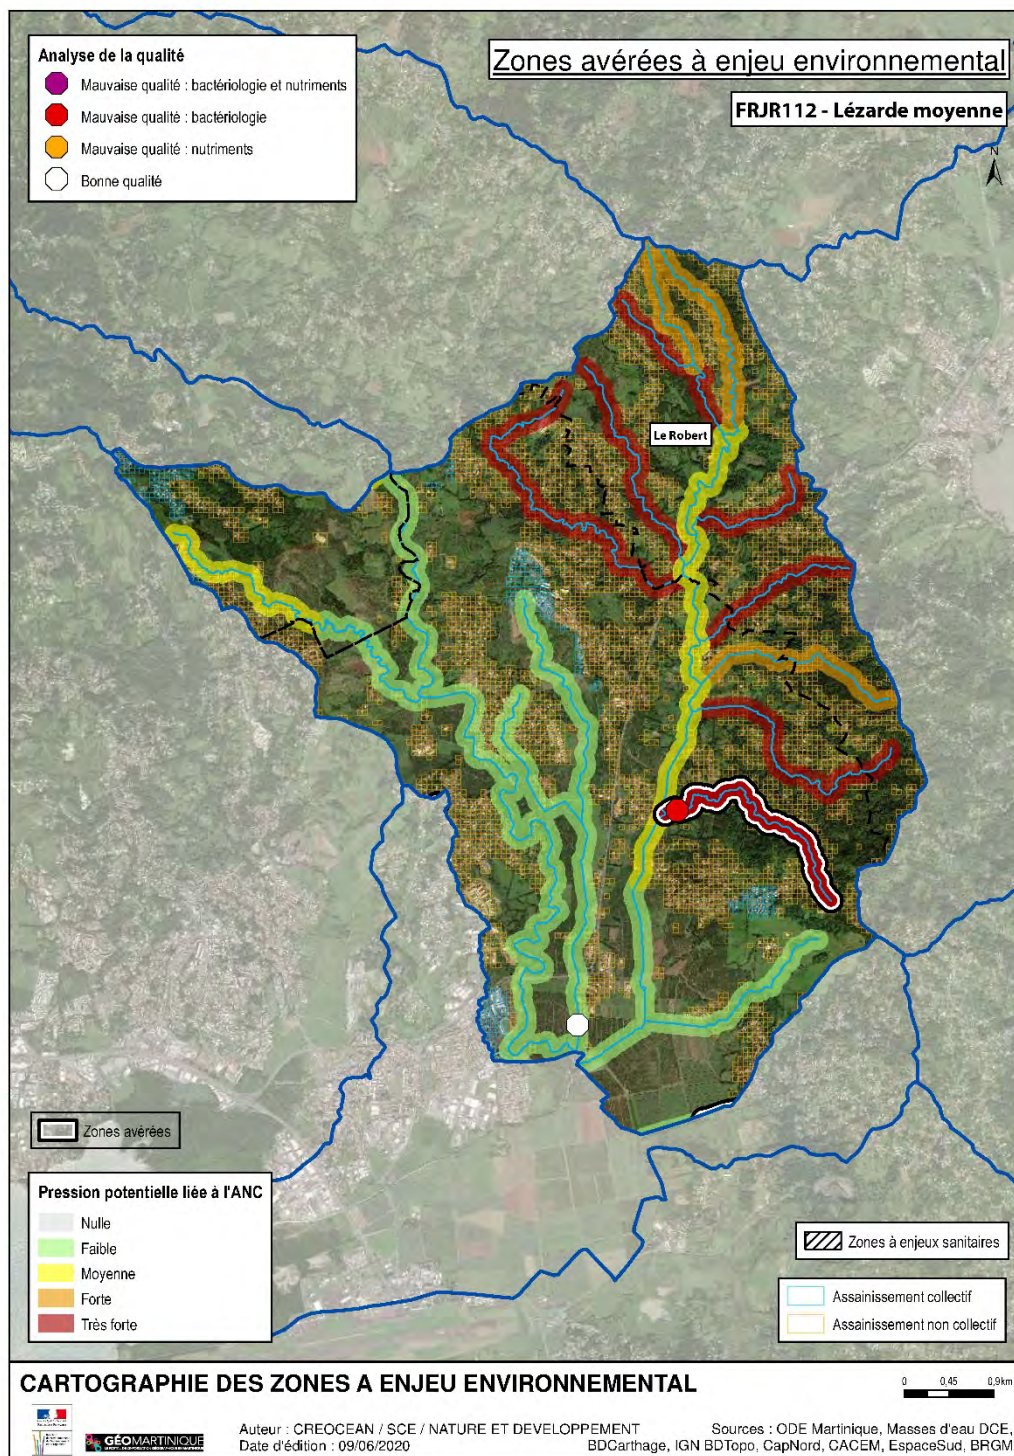 Analyse de la qualité
Mauvaise qualité : bactériologie et nutriments
Mauvaise qualité : bactériologie
Mauvaise qualité : nutriments
Bonne qualité
Zones avérées à enjeu environnemental
FRJR112 - Lézarde moyenne
N
Le Robert
Zones avérées
Pression potentielle liée à l'ANC
Nulle
Faible
Moyenne
Forte
Très forte
Zones à enjeux sanitaires
Assainissement collectif
Assainissement non collectif
CARTOGRAPHIE DES ZONES A ENJEU ENVIRONNEMENTAL
0 0,45 0,9km
GÉOMARTINIQUE
Auteur : CREOCEAN / SCE / NATURE ET DEVELOPPEMENT
Date d'édition : 09/06/2020
Sources : ODE Martinique, Masses d'eau DCE,
BDCarthage, IGN BDTopo, CapNord, CACEM, EspaceSud, BRGM